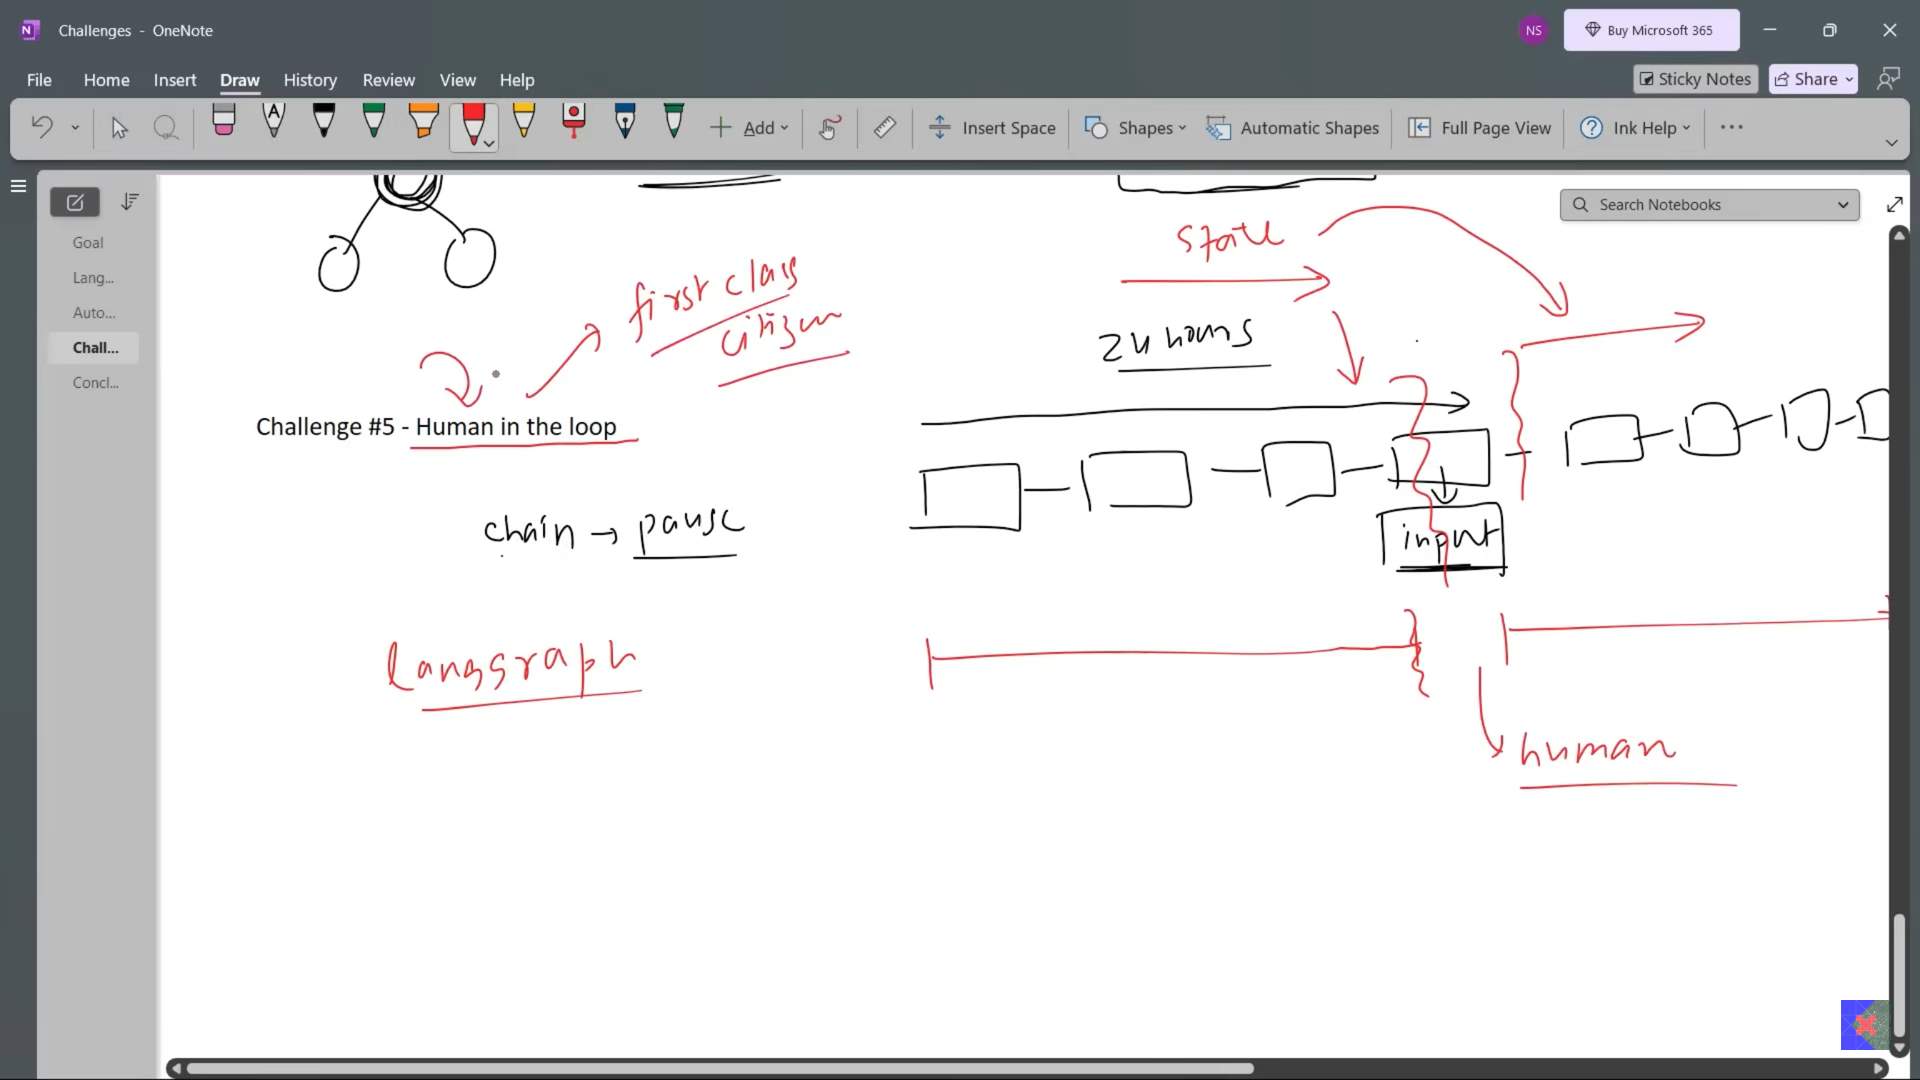 Challenges - OneNote
NS
Buy Microsoft 365
File
Home
Insert
Draw
History
Review
View
Help
Sticky Notes
Share
A
Add
Insert Space
Shapes
Automatic Shapes
Full Page View
Ink Help
Search Notebooks
Goal
Lang...
Auto...
Chall...
Concl...
state
first class
citizen
24 hours
Challenge #5 - Human in the loop
chain → pause
input
langgraph
human